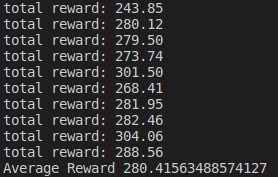 total reward: 243.85
total reward: 280.12
total reward: 279.50
total reward: 273.74
total reward: 301.50
total reward: 268.41
total reward: 281.95
total reward: 282.46
total reward: 304.06
total reward: 288.56
Average Reward 280.41563488574127